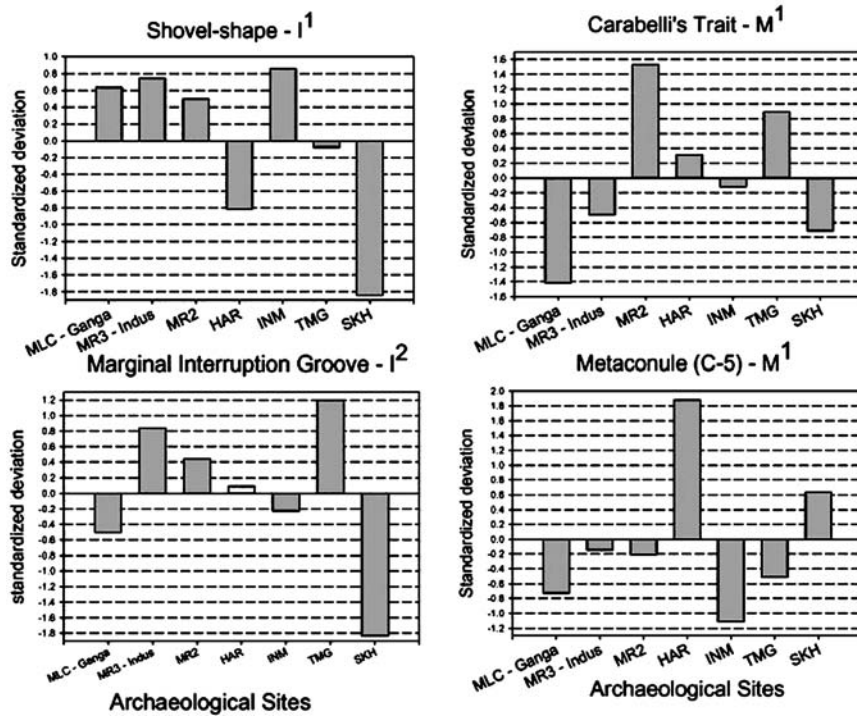 Shovel-shape - I¹
Standardized deviation
1.0
0.8
0.6
0.4
0.2
0.0
-0.2
-0.4
-0.6
-0.8
-1.0
-1.2
-1.4
-1.6
-1.8
MLC - Ganga
MR3 - Indus
MR2
HAR
INM
TMG
SKH
Carabelli's Trait - M¹
Standardized deviation
1.6
1.4
1.2
1.0
0.8
0.6
0.4
0.2
0.0
-0.2
-0.4
-0.6
-0.8
-1.0
-1.2
-1.4
-1.6
MLC - Ganga
MR3 - Indus
MR2
HAR
INM
TMG
SKH
Marginal Interruption Groove - I²
standardized deviation
1.2
1.0
0.8
0.6
0.4
0.2
0.0
-0.2
-0.4
-0.6
-0.8
-1.0
-1.2
-1.4
-1.6
-1.8
MLC - Ganga
MR3 - Indus
MR2
HAR
INM
TMG
SKH
Archaeological Sites
Metaconule (C-5) - M¹
Standardized deviation
2.0
1.8
1.6
1.4
1.2
1.0
0.8
0.6
0.4
0.2
0.0
-0.2
-0.4
-0.6
-0.8
-1.0
-1.2
MLC - Ganga
MR3 - Indus
MR2
HAR
INM
TMG
SKH
Archaeological Sites